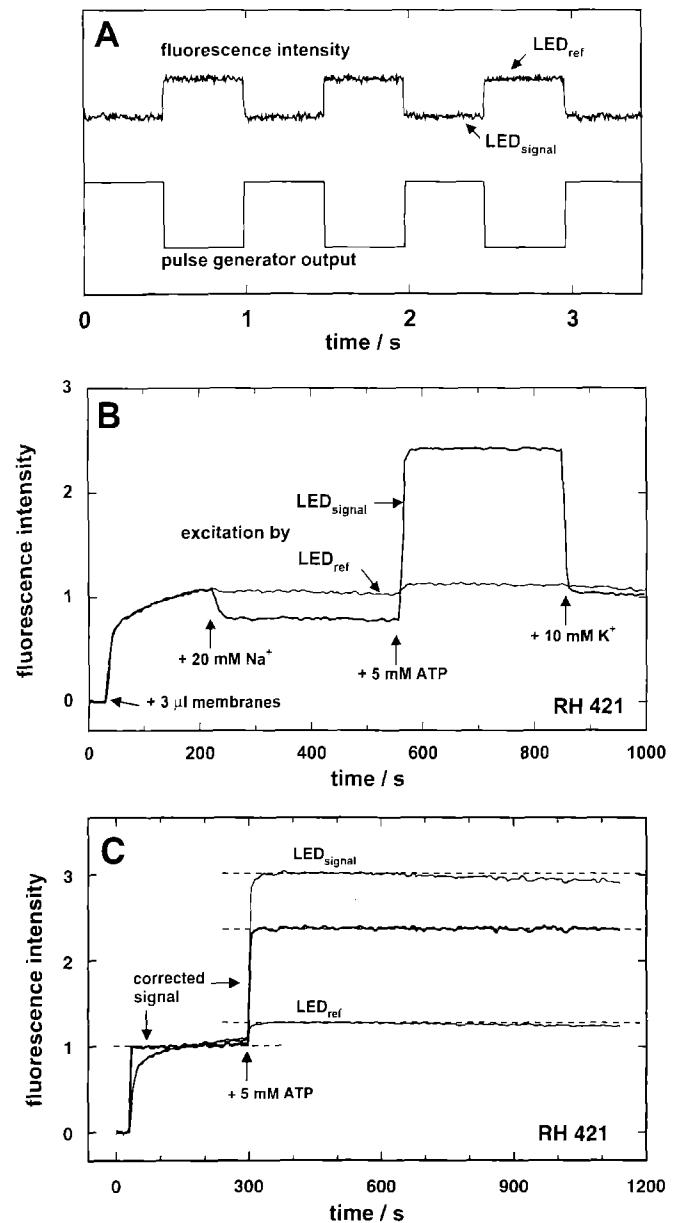 A
fluorescence intensity
LEDref
LEDsignal
pulse generator output
0 1 2 3
time / s
B
fluorescence intensity
3
2
1
0
LEDsignal
excitation by
LEDref
+ 20 mM Na+
+ 5 mM ATP
+ 10 mM K+
+ 3 µl membranes
RH 421
0 200 400 600 800 1000
time / s
C
fluorescence intensity
3
2
1
0
LEDsignal
corrected
signal
LEDref
+ 5 mM ATP
RH 421
0 300 600 900 1200
time / s